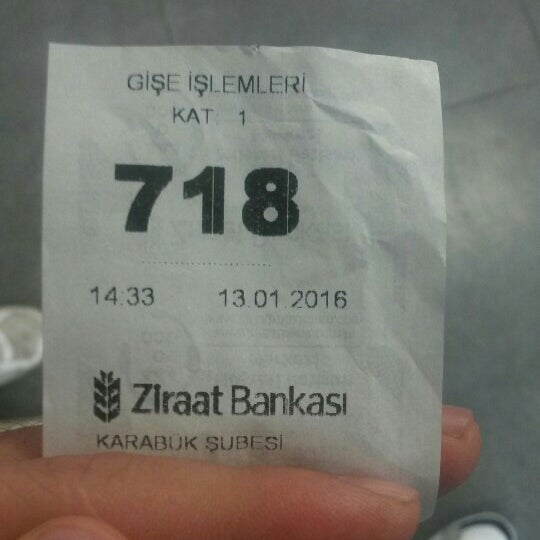 GİŞE İŞLEMLERİ
KAT: 1
718
14:33 13.01.2016
Ziraat Bankası
KARABÜK ŞUBESİ